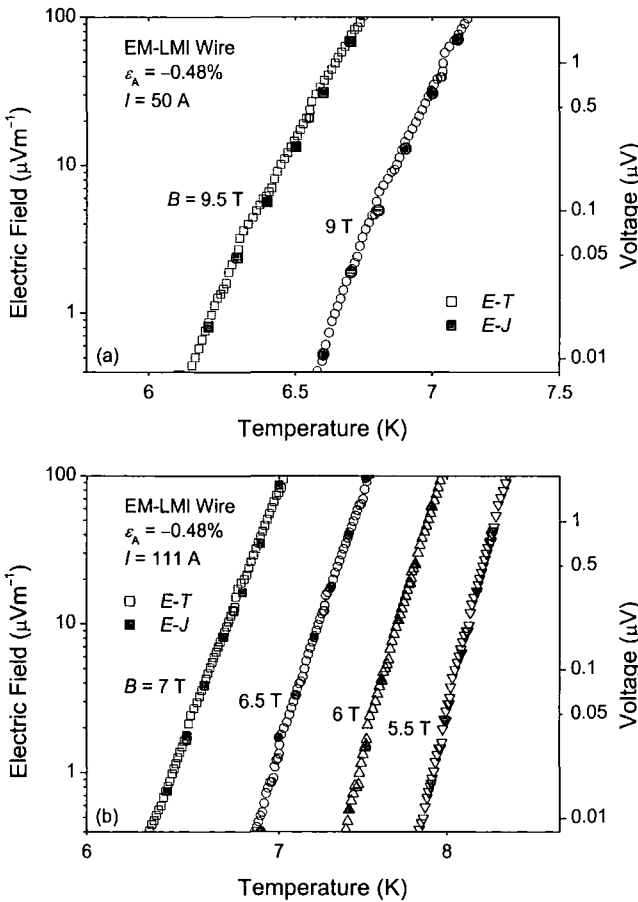 100
10
1
Electric Field (μVm⁻¹)
EM-LMI Wire
εA = −0.48%
I = 50 A
B = 9.5 T
9 T
E-T
E-J
(a)
1
0.5
0.1
0.05
0.01
Voltage (μV)
6
6.5
7
7.5
Temperature (K)
100
10
1
Electric Field (μVm⁻¹)
EM-LMI Wire
εA = −0.48%
I = 111 A
E-T
E-J
B = 7 T
6.5 T
6 T
5.5 T
(b)
1
0.5
0.1
0.05
0.01
Voltage (μV)
6
7
8
Temperature (K)